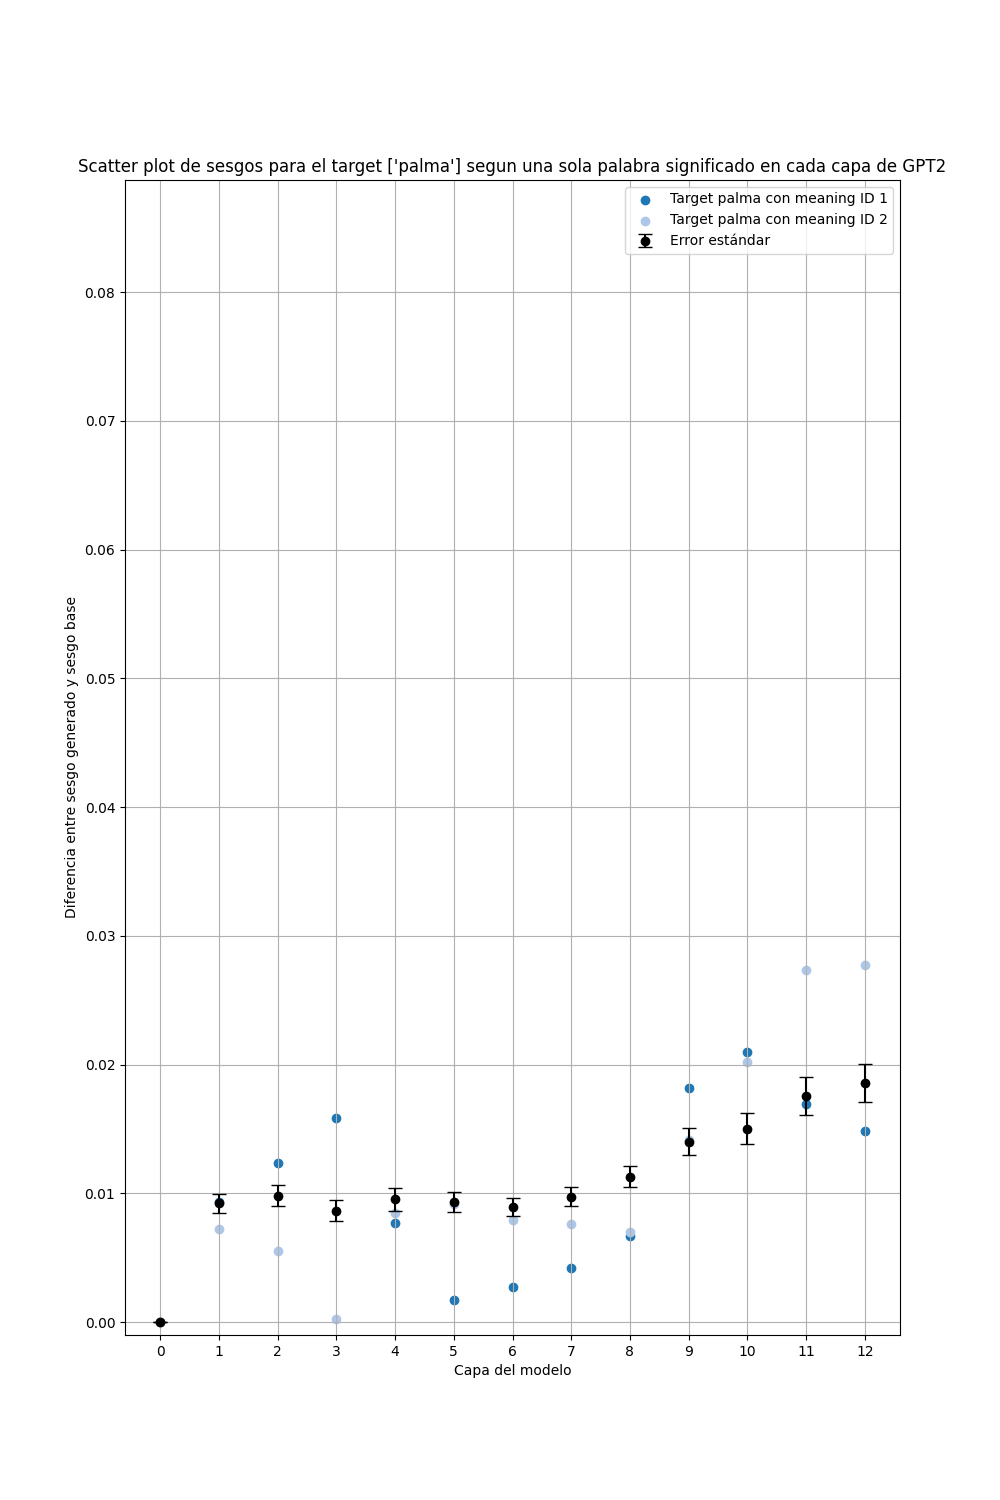 Scatter plot de sesgos para el target ['palma'] segun una sola palabra significado en cada capa de GPT2
Target palma con meaning ID 1
Target palma con meaning ID 2
Error estándar
0.08
0.07
0.06
0.05
0.04
0.03
0.02
0.01
0.00
Diferencia entre sesgo generado y sesgo base
0 1 2 3 4 5 6 7 8 9 10 11 12
Capa del modelo